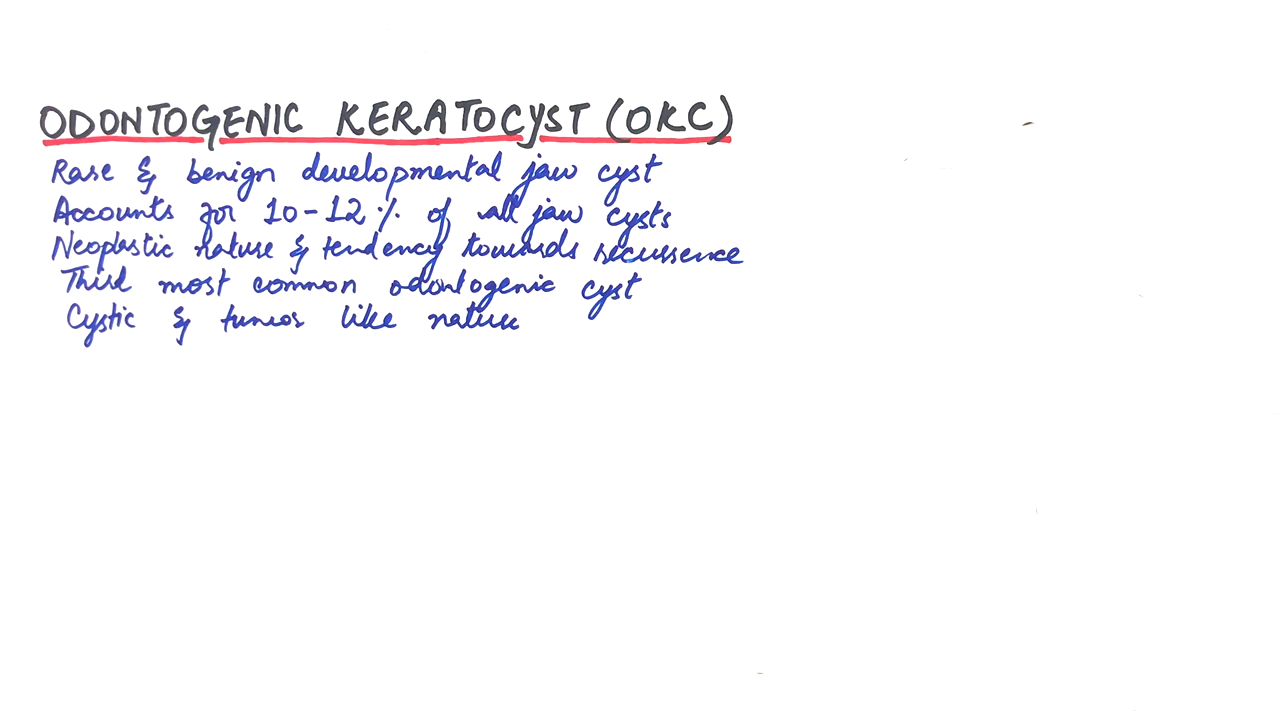 ODONTOGENIC KERATOCYST (OKC)
Rare & benign developmental jaw cyst
Accounts for 10-12% of all jaw cysts
Neoplastic nature & tendency towards recurrence
Third most common odontogenic cyst
Cystic & tumor like nature